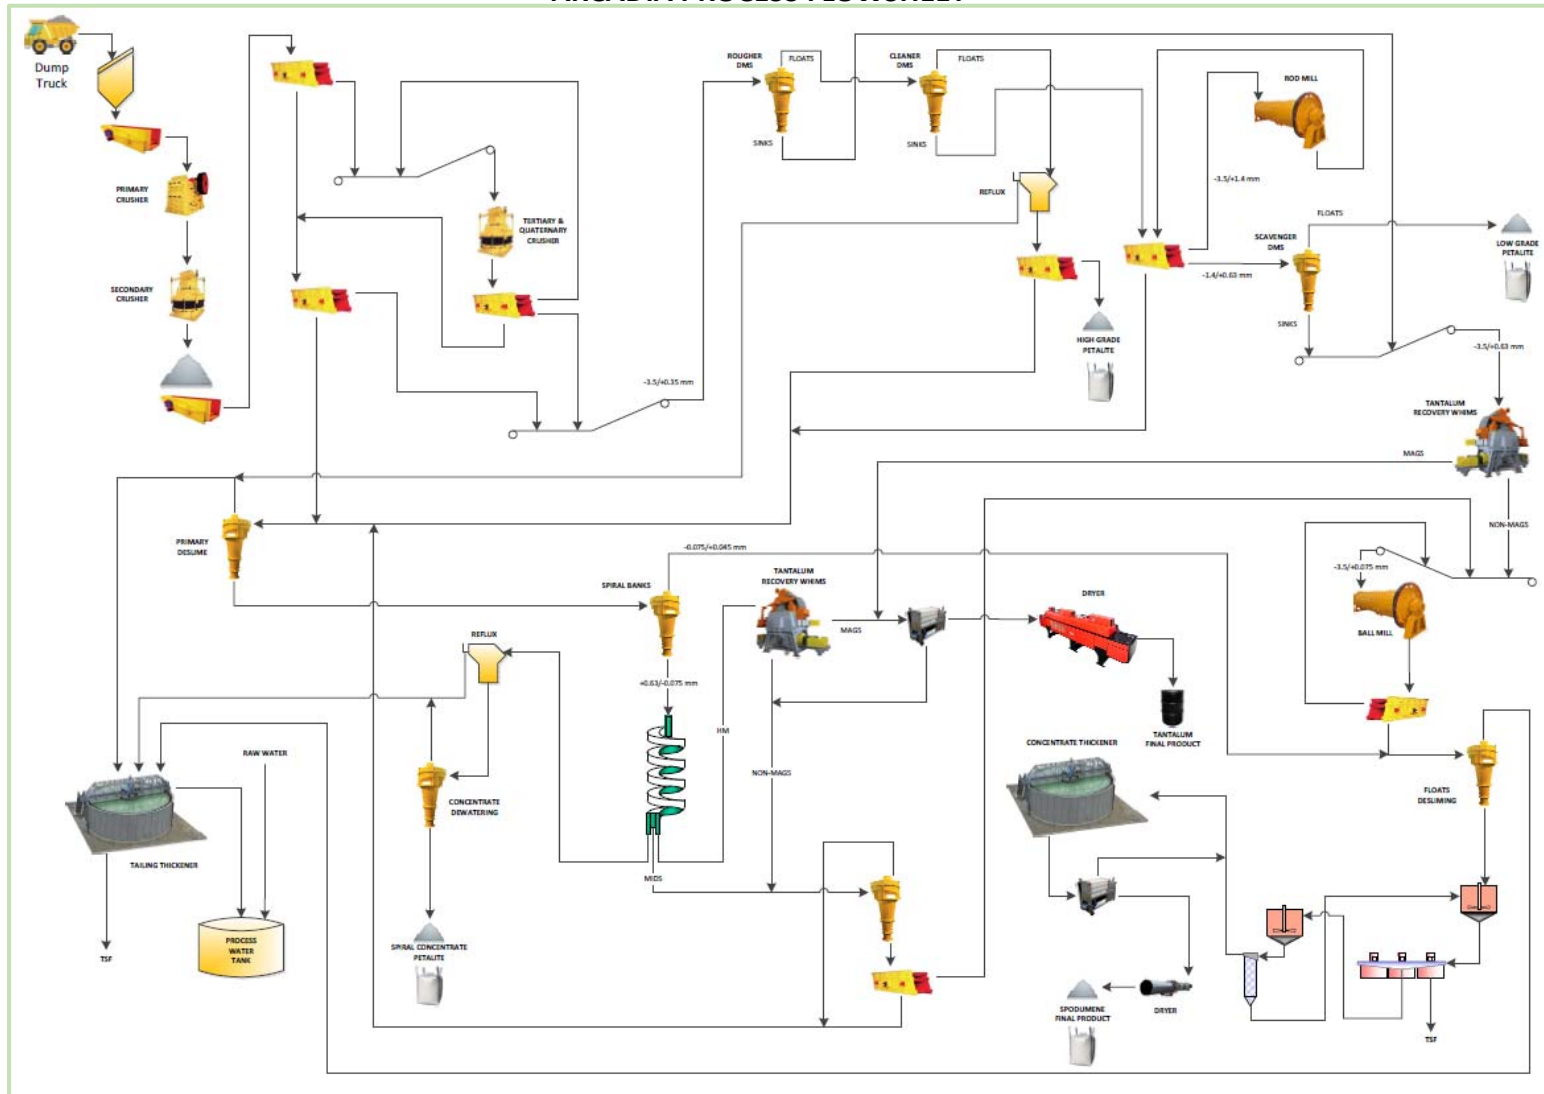 ARCADIA PROCESS FLOWSHEET
Dump
Truck
PRIMARY
CRUSHER
SECONDARY
CRUSHER
TERTIARY &
QUATERNARY
CRUSHER
-3.5/+0.35 mm
ROUGHER
DMS
FLOATS
SINKS
CLEANER
DMS
FLOATS
SINKS
REFLUX
HIGH GRADE
PETALITE
ROD MILL
-3.5/+1.4 mm
-1.4/+0.63 mm
SCAVENGER
DMS
FLOATS
SINKS
LOW GRADE
PETALITE
-3.5/+0.63 mm
TANTALUM
RECOVERY WHIMS
MAGS
NON-MAGS
PRIMARY
DESLIME
SPIRAL BANKS
-0.075/+0.045 mm
+0.63/-0.075 mm
TANTALUM
RECOVERY WHIMS
MAGS
HM
NON-MAGS
MIDS
DRYER
TANTALUM
FINAL PRODUCT
-3.5/+0.075 mm
BALL MILL
FLOATS
DESLIMING
REFLUX
CONCENTRATE
DEWATERING
SPIRAL CONCENTRATE
PETALITE
RAW WATER
TAILING THICKENER
TSF
PROCESS
WATER
TANK
CONCENTRATE THICKENER
SPODUMENE
FINAL PRODUCT
DRYER
TSF